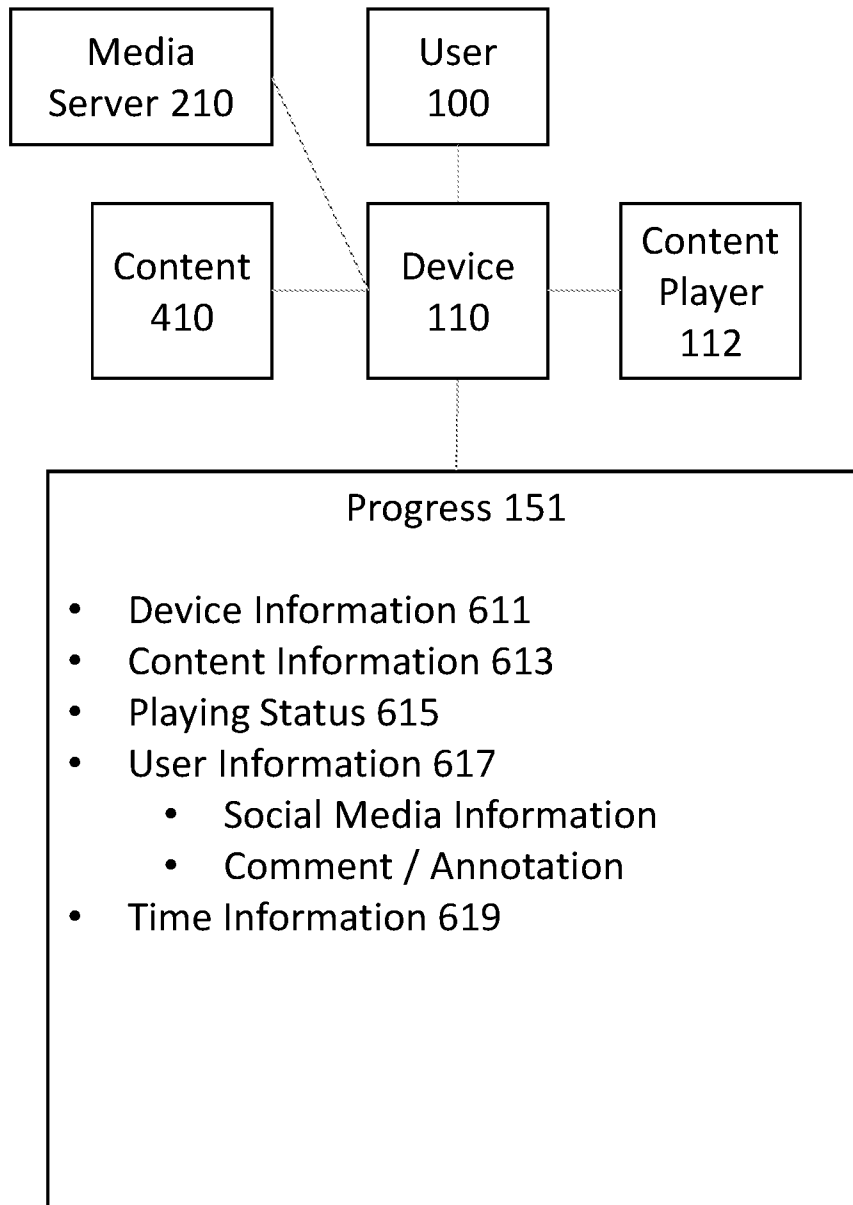 Media
Server 210
User
100
Content
410
Device
110
Content
Player
112
Progress 151
• Device Information 611
• Content Information 613
• Playing Status 615
• User Information 617
• Social Media Information
• Comment / Annotation
• Time Information 619